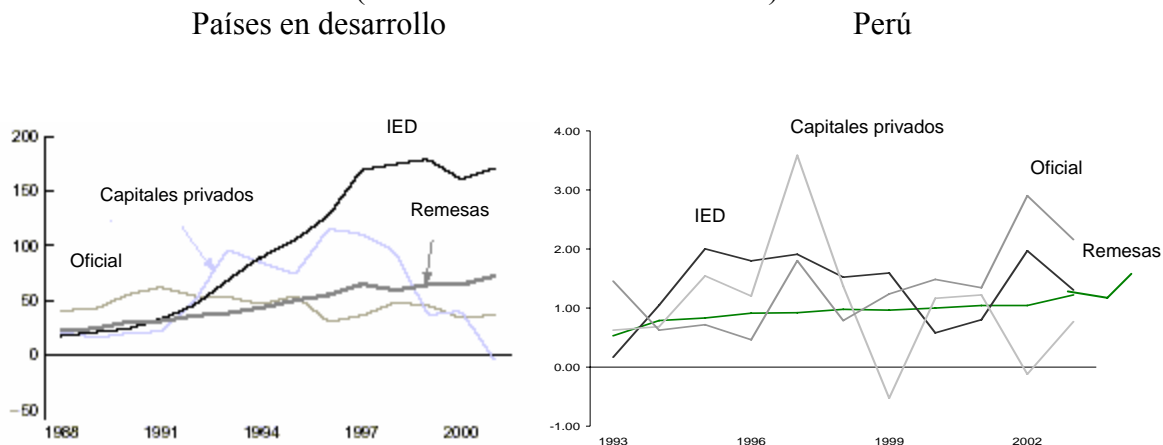 Países en desarrollo
Perú
IED
Capitales privados
Remesas
Oficial
200
150
100
50
0
-50
1988
1991
1994
1997
2000
Capitales privados
Oficial
IED
Remesas
4.00
3.00
2.00
1.00
0.00
-1.00
1993
1996
1999
2002